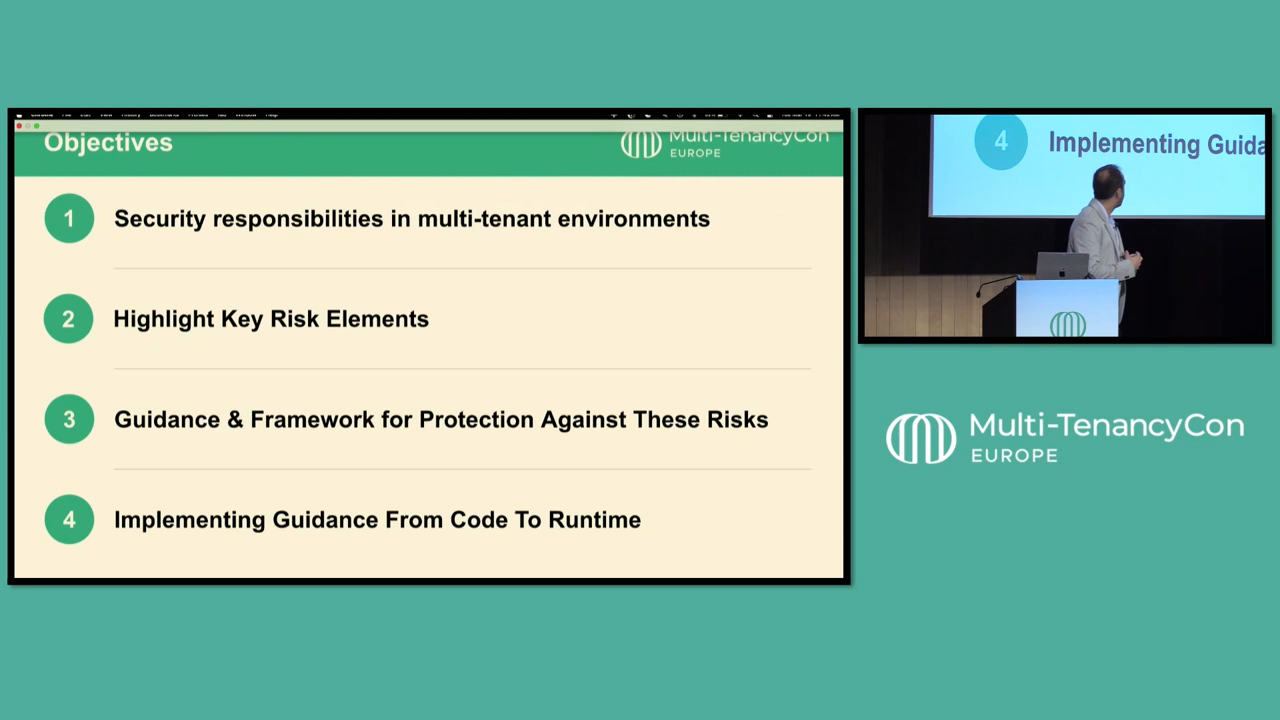 Objectives
Multi-TenancyCon
EUROPE
1 Security responsibilities in multi-tenant environments
2 Highlight Key Risk Elements
3 Guidance & Framework for Protection Against These Risks
4 Implementing Guidance From Code To Runtime
4 Implementing Guida
Multi-TenancyCon
EUROPE